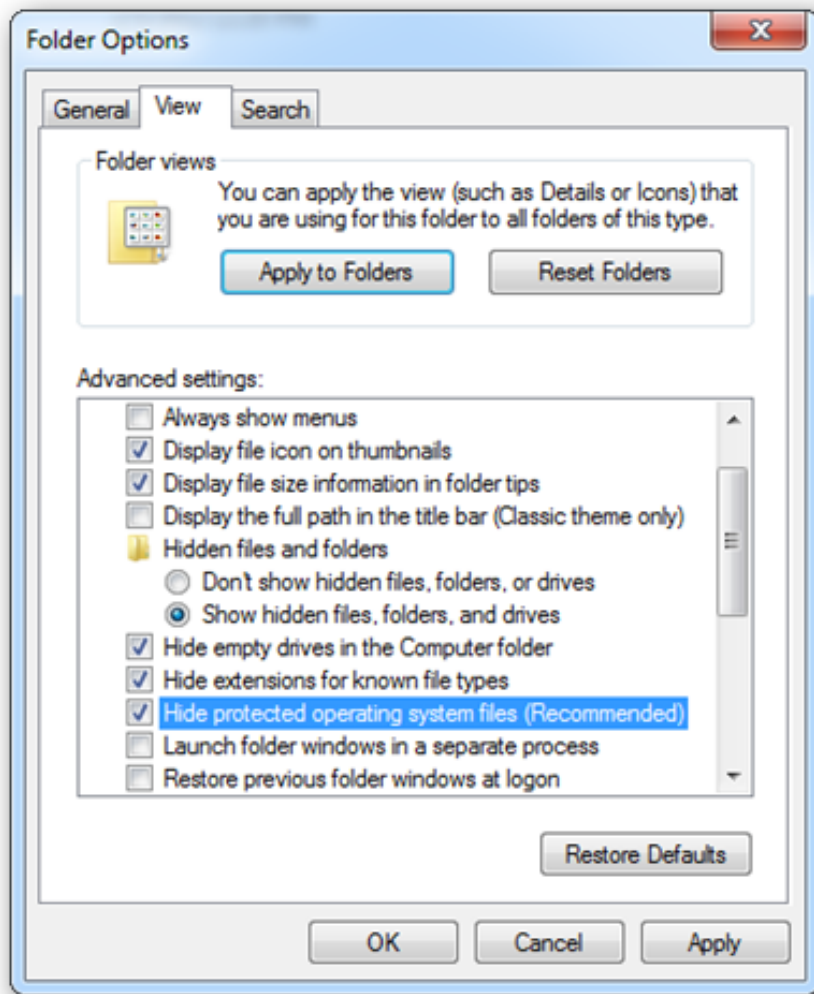 Folder Options
General
View
Search
Folder views
You can apply the view (such as Details or Icons) that
you are using for this folder to all folders of this type.
Apply to Folders
Reset Folders
Advanced settings:
Always show menus
Display file icon on thumbnails
Display file size information in folder tips
Display the full path in the title bar (Classic theme only)
Hidden files and folders
Don't show hidden files, folders, or drives
Show hidden files, folders, and drives
Hide empty drives in the Computer folder
Hide extensions for known file types
Hide protected operating system files (Recommended)
Launch folder windows in a separate process
Restore previous folder windows at logon
Restore Defaults
OK
Cancel
Apply